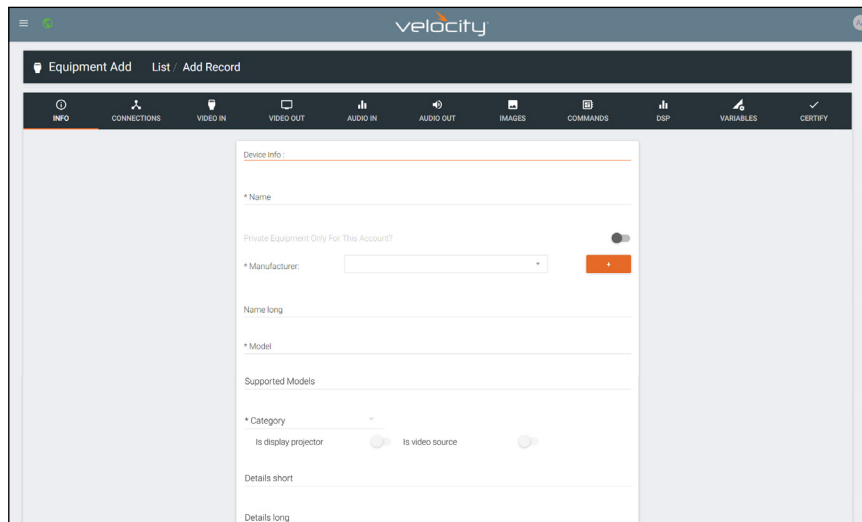 velocity
Equipment Add List / Add Record
INFO CONNECTIONS VIDEO IN VIDEO OUT AUDIO IN AUDIO OUT IMAGES COMMANDS DSP VARIABLES CERTIFY
Device Info :
* Name
Private Equipment Only For This Account?
* Manufacturer: +
Name long
* Model
Supported Models
* Category
Is display projector Is video source
Details short
Details long